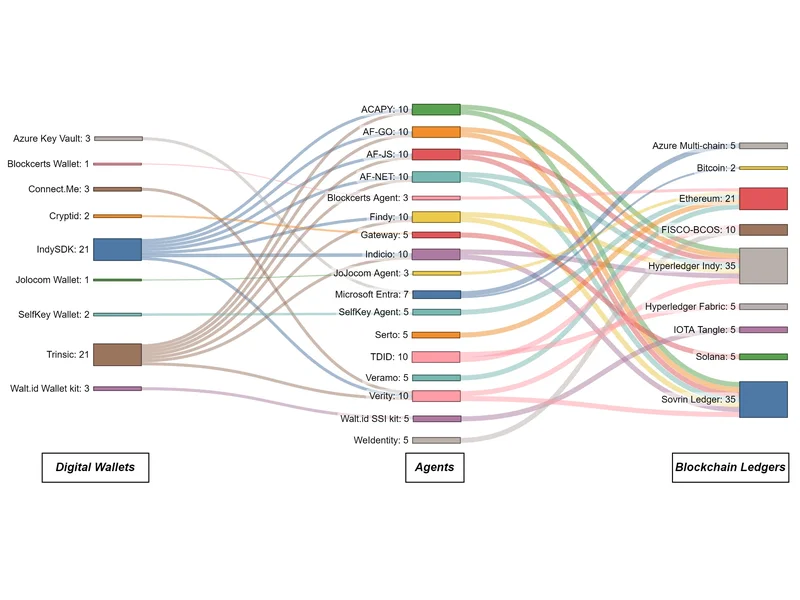 Azure Key Vault: 3
Blockcerts Wallet: 1
Connect.Me: 3
Cryptid: 2
IndySDK: 21
Jolocom Wallet: 1
SelfKey Wallet: 2
Trinsic: 21
Walt.id Wallet kit: 3
Digital Wallets
ACAPY: 10
AF-GO: 10
AF-JS: 10
AF-NET: 10
Blockcerts Agent: 3
Findy: 10
Gateway: 5
Indicio: 10
JoJocom Agent: 3
Microsoft Entra: 7
SelfKey Agent: 5
Serto: 5
TDID: 10
Veramo: 5
Verity: 10
Walt.id SSI kit: 5
WeIdentity: 5
Agents
Azure Multi-chain: 5
Bitcoin: 2
Ethereum: 21
FISCO-BCOS: 10
Hyperledger Indy: 35
Hyperledger Fabric: 5
IOTA Tangle: 5
Solana: 5
Sovrin Ledger: 35
Blockchain Ledgers